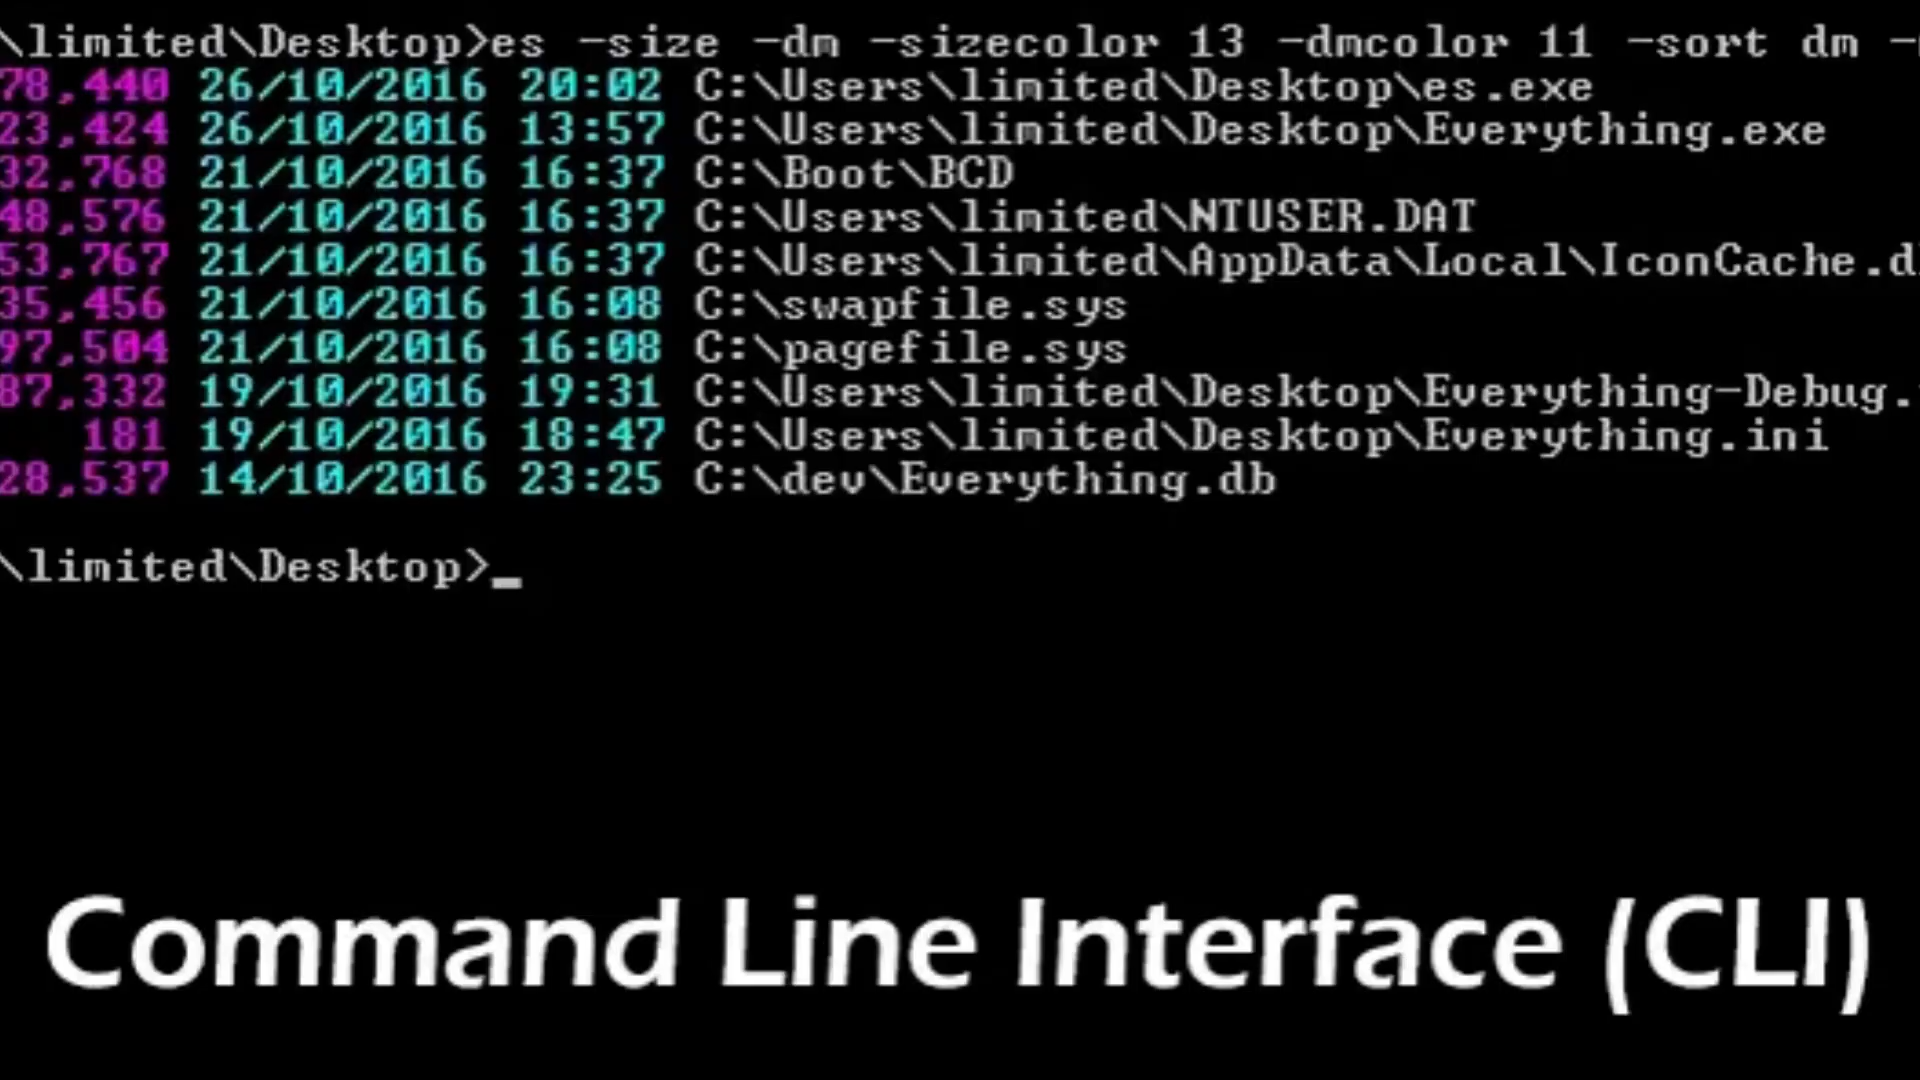 \limited\Desktop>es -size -dm -sizecolor 13 -dmcolor 11 -sort dm -
78,440 26/10/2016 20:02 C:\Users\limited\Desktop\es.exe
23,424 26/10/2016 13:57 C:\Users\limited\Desktop\Everything.exe
32,768 21/10/2016 16:37 C:\Boot\BCD
48,576 21/10/2016 16:37 C:\Users\limited\NTUSER.DAT
53,767 21/10/2016 16:37 C:\Users\limited\AppData\Local\IconCache.d
35,456 21/10/2016 16:08 C:\swapfile.sys
97,504 21/10/2016 16:08 C:\pagefile.sys
87,332 19/10/2016 19:31 C:\Users\limited\Desktop\Everything-Debug.
181 19/10/2016 18:47 C:\Users\limited\Desktop\Everything.ini
28,537 14/10/2016 23:25 C:\dev\Everything.db
\limited\Desktop>_
Command Line Interface (CLI)